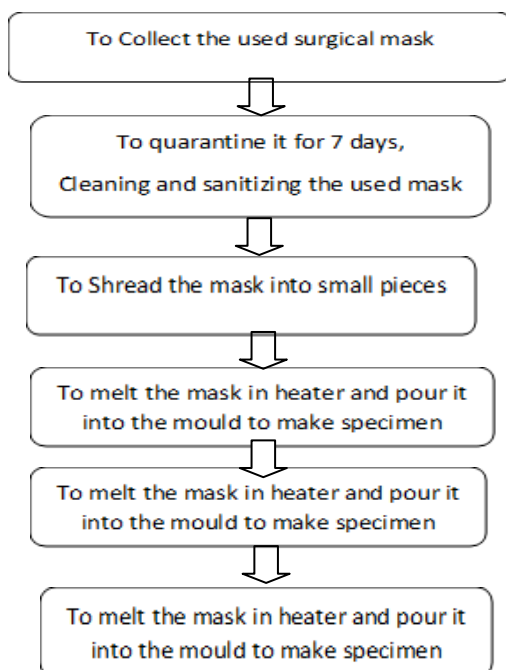 To Collect the used surgical mask
To quarantine it for 7 days,
Cleaning and sanitizing the used mask
To Shread the mask into small pieces
To melt the mask in heater and pour it
into the mould to make specimen
To melt the mask in heater and pour it
into the mould to make specimen
To melt the mask in heater and pour it
into the mould to make specimen